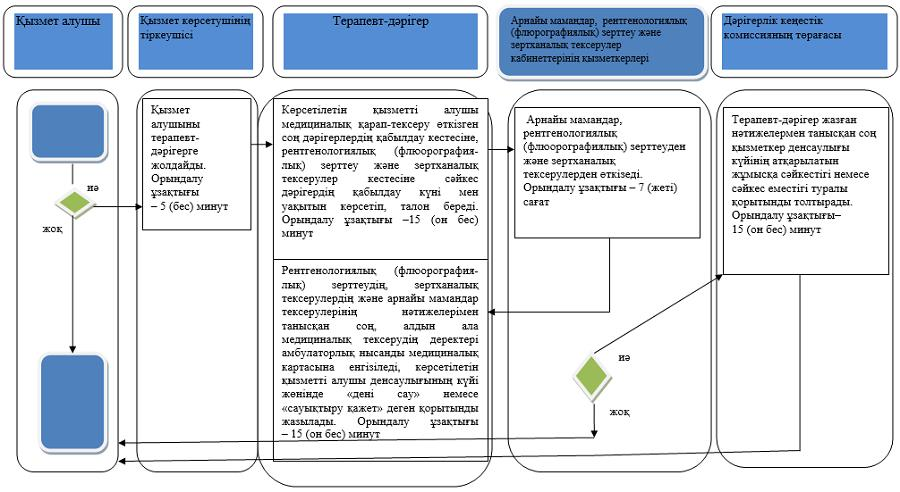 Қызмет алушы
Қызмет көрсетушінің
тіркеушісі
Терапевт-дәрігер
Арнайы мамандар, рентгенологиялық
(флюрографиялық) зерттеу және
зертханалық тексерулер
кабинеттерінің қызметкерлері
Дәрігерлік кеңестік
комиссияның төрағасы
иә
жоқ
Қызмет
алушыны
терапевт-
дәрігерге
жолдайды.
Орындалу
ұзақтығы
– 5 (бес) минут
Көрсетілетін қызметті алушы
медициналық қарап-тексеру өткізген
соң дәрігерлердің қабылдау кестесіне,
рентгенологиялық (флюорография-
лық) зерттеу және зертханалық
тексерулер кестесіне сәйкес
дәрігердің қабылдау күні мен
уақытын көрсетіп, талон береді.
Орындалу ұзақтығы –15 (он бес)
минут
Рентгенологиялық (флюорография-
лық) зерттеудің, зертханалық
тексерулердің және арнайы мамандар
тексерулерінің нәтижелерімен
танысқан соң, алдын ала
медициналық тексерудің деректері
амбулаторлық нысанды медициналық
картасына енгізіледі, көрсетілетін
қызметті алушы денсаулығының күйі
жөнінде «дені сау» немесе
«сауықтыру қажет» деген қорытынды
жазылады. Орындалу ұзақтығы
– 15 (он бес) минут
Арнайы мамандар,
рентгенологиялық
(флюорографиялық) зерттеуден
және зертханалық
тексерулерден өткізеді.
Орындалу ұзақтығы – 7 (жеті)
сағат
иә
жоқ
Терапевт-дәрігер жазған
нәтижелермен танысқан соң
қызметкер денсаулығы
күйінің атқарылатын
жұмысқа сәйкестігі немесе
сәйкес еместігі туралы
қорытынды толтырады.
Орындалу ұзақтығы–
15 (он бес) минут